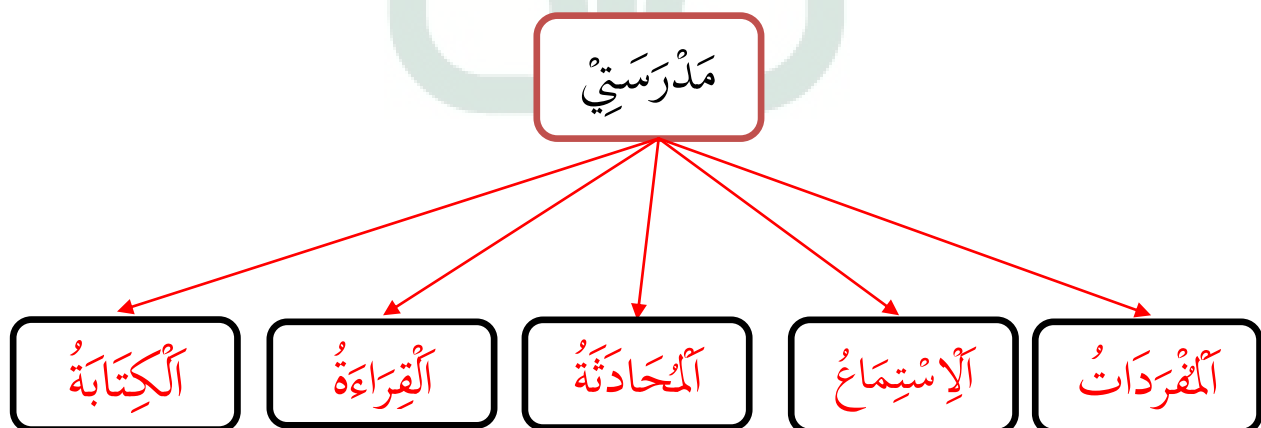 مَدْرَسَتِيْ
اَلْمُفْرَدَاتُ
اَلْاِسْتِمَاعُ
اَلْمُحَادَثَةُ
اَلْقِرَاءَةُ
اَلْكِتَابَةُ